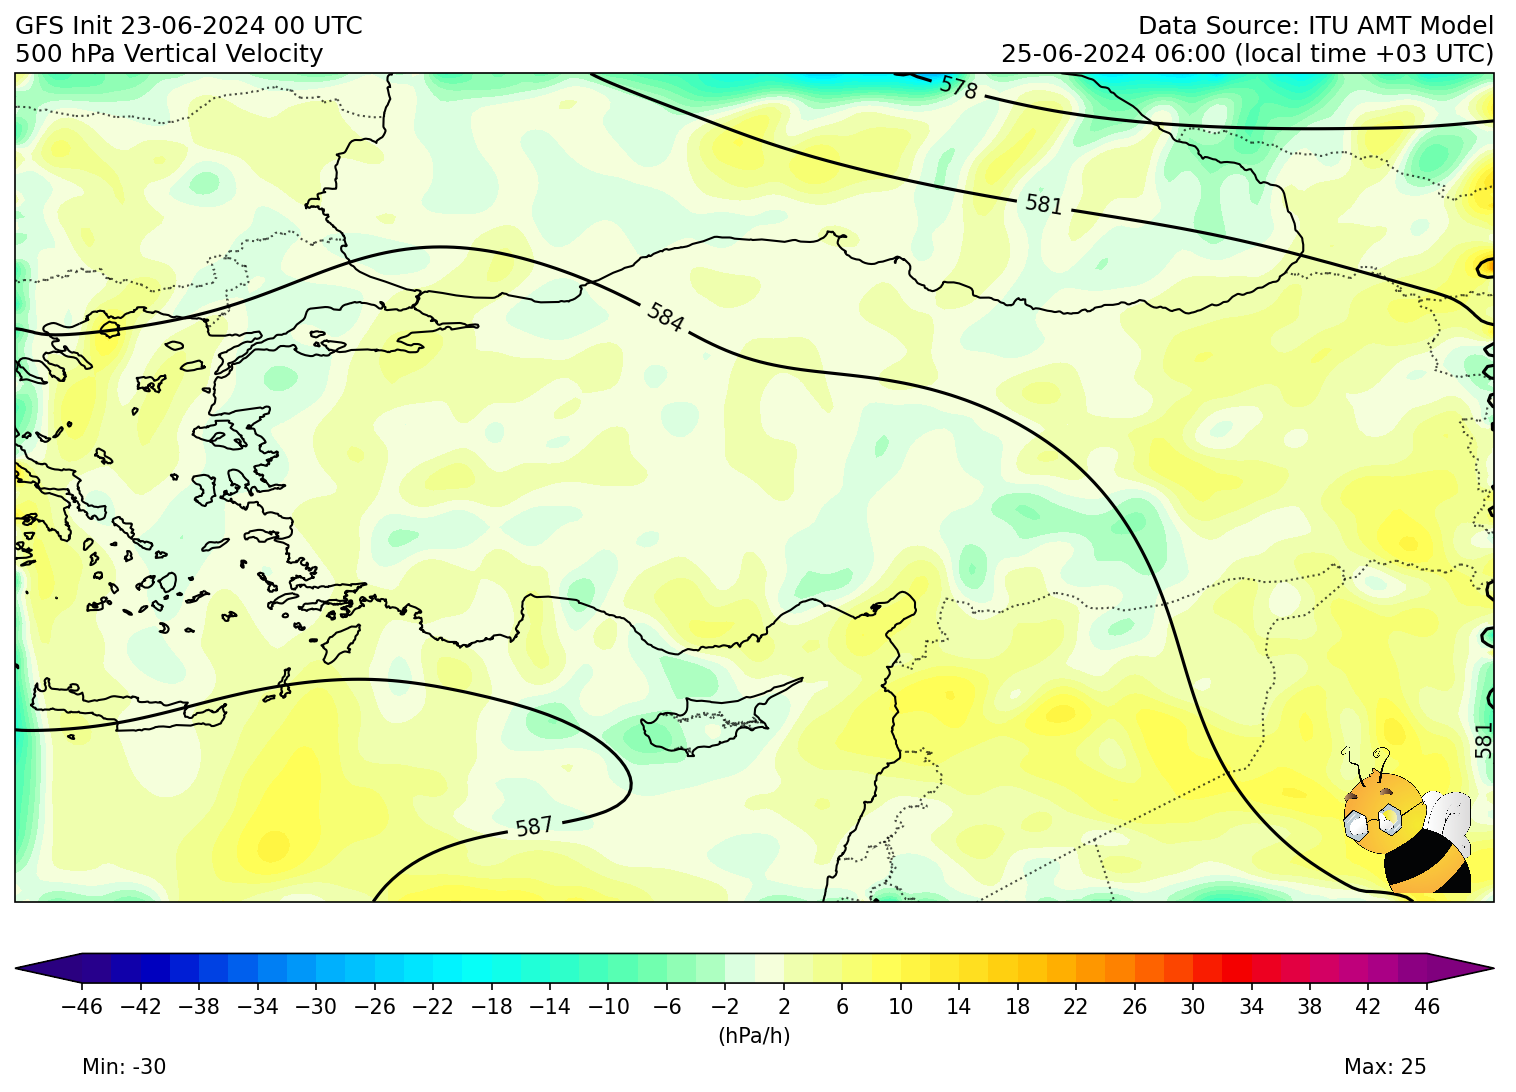 GFS Init 23-06-2024 00 UTC
Data Source: ITU AMT Model
500 hPa Vertical Velocity
25-06-2024 06:00 (local time +03 UTC)
578
581
584
581
587
−46 −42 −38 −34 −30 −26 −22 −18 −14 −10 −6 −2 2 6 10 14 18 22 26 30 34 38 42 46
(hPa/h)
Min: -30
Max: 25